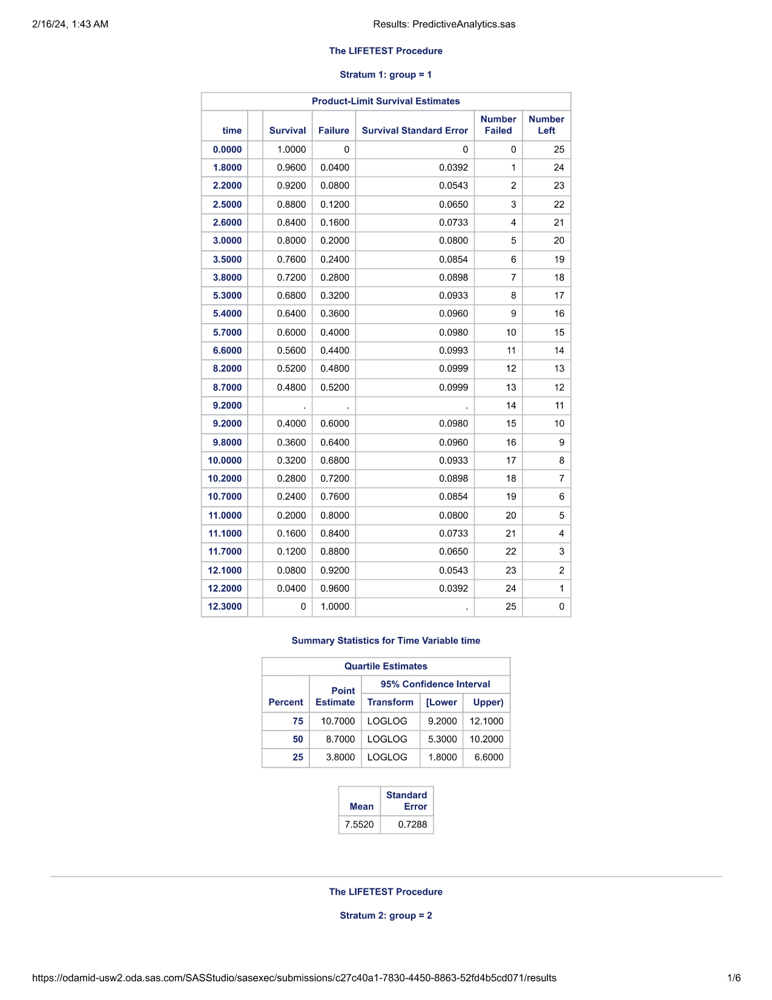 2/16/24, 1:43 AM Results: PredictiveAnalytics.sas
The LIFETEST Procedure
Stratum 1: group = 1
Product-Limit Survival Estimates
time Survival Failure Survival Standard Error Number Failed Number Left
0.0000 1.0000 0 0 0 25
1.8000 0.9600 0.0400 0.0392 1 24
2.2000 0.9200 0.0800 0.0543 2 23
2.5000 0.8800 0.1200 0.0650 3 22
2.6000 0.8400 0.1600 0.0733 4 21
3.0000 0.8000 0.2000 0.0800 5 20
3.5000 0.7600 0.2400 0.0854 6 19
3.8000 0.7200 0.2800 0.0898 7 18
5.3000 0.6800 0.3200 0.0933 8 17
5.4000 0.6400 0.3600 0.0960 9 16
5.7000 0.6000 0.4000 0.0980 10 15
6.6000 0.5600 0.4400 0.0993 11 14
8.2000 0.5200 0.4800 0.0999 12 13
8.7000 0.4800 0.5200 0.0999 13 12
9.2000 . . . 14 11
9.2000 0.4000 0.6000 0.0980 15 10
9.8000 0.3600 0.6400 0.0960 16 9
10.0000 0.3200 0.6800 0.0933 17 8
10.2000 0.2800 0.7200 0.0898 18 7
10.7000 0.2400 0.7600 0.0854 19 6
11.0000 0.2000 0.8000 0.0800 20 5
11.1000 0.1600 0.8400 0.0733 21 4
11.7000 0.1200 0.8800 0.0650 22 3
12.1000 0.0800 0.9200 0.0543 23 2
12.2000 0.0400 0.9600 0.0392 24 1
12.3000 0 1.0000 . 25 0
Summary Statistics for Time Variable time
Quartile Estimates
Percent Point Estimate 95% Confidence Interval
Transform [Lower Upper)
75 10.7000 LOGLOG 9.2000 12.1000
50 8.7000 LOGLOG 5.3000 10.2000
25 3.8000 LOGLOG 1.8000 6.6000
Mean Standard Error
7.5520 0.7288
The LIFETEST Procedure
Stratum 2: group = 2
https://odamid-usw2.oda.sas.com/SASStudio/sasexec/submissions/c27c40a1-7830-4450-8863-52fd4b5cd071/results 1/6